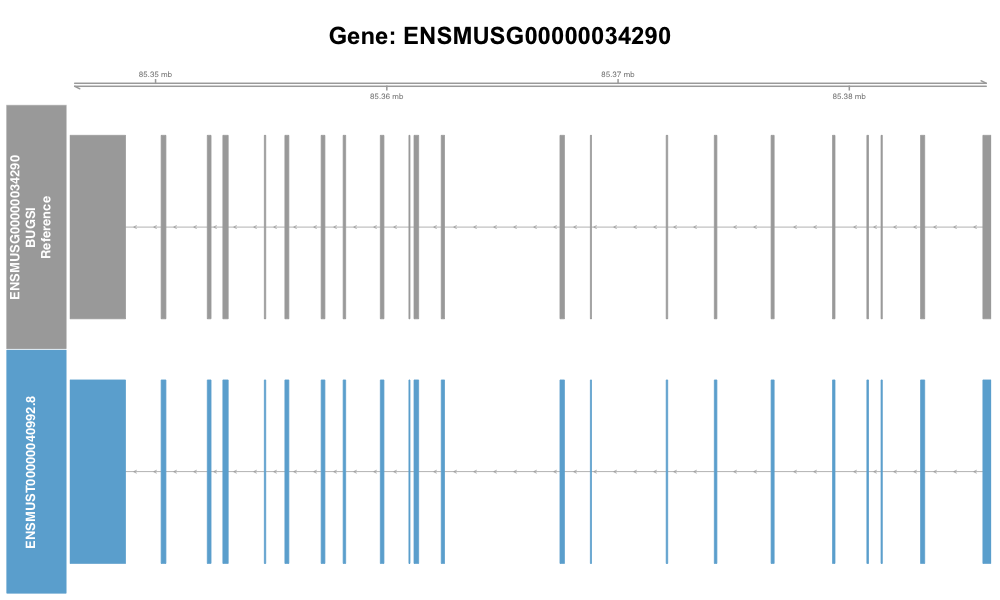 Gene: ENSMUSG00000034290
85.35 mb
85.37 mb
85.36 mb
85.38 mb
ENSMUSG00000034290
BUGSI
Reference
ENSMUST00000040992.8